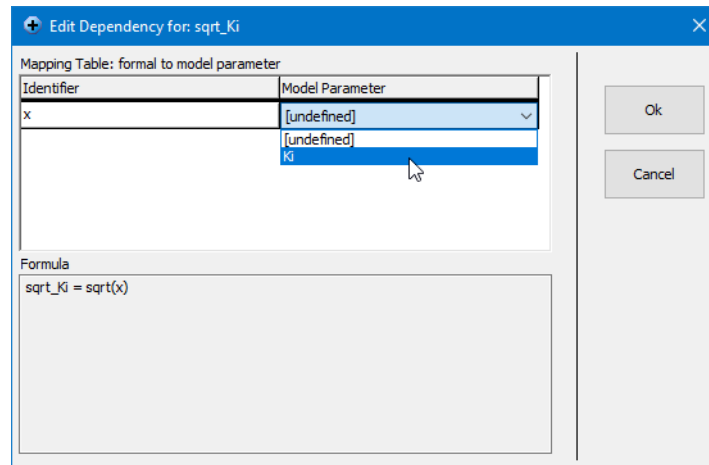 Edit Dependency for: sqrt_Ki
Mapping Table: formal to model parameter
Identifier Model Parameter
x [undefined]
[undefined]
Ki
Ok
Cancel
Formula
sqrt_Ki = sqrt(x)